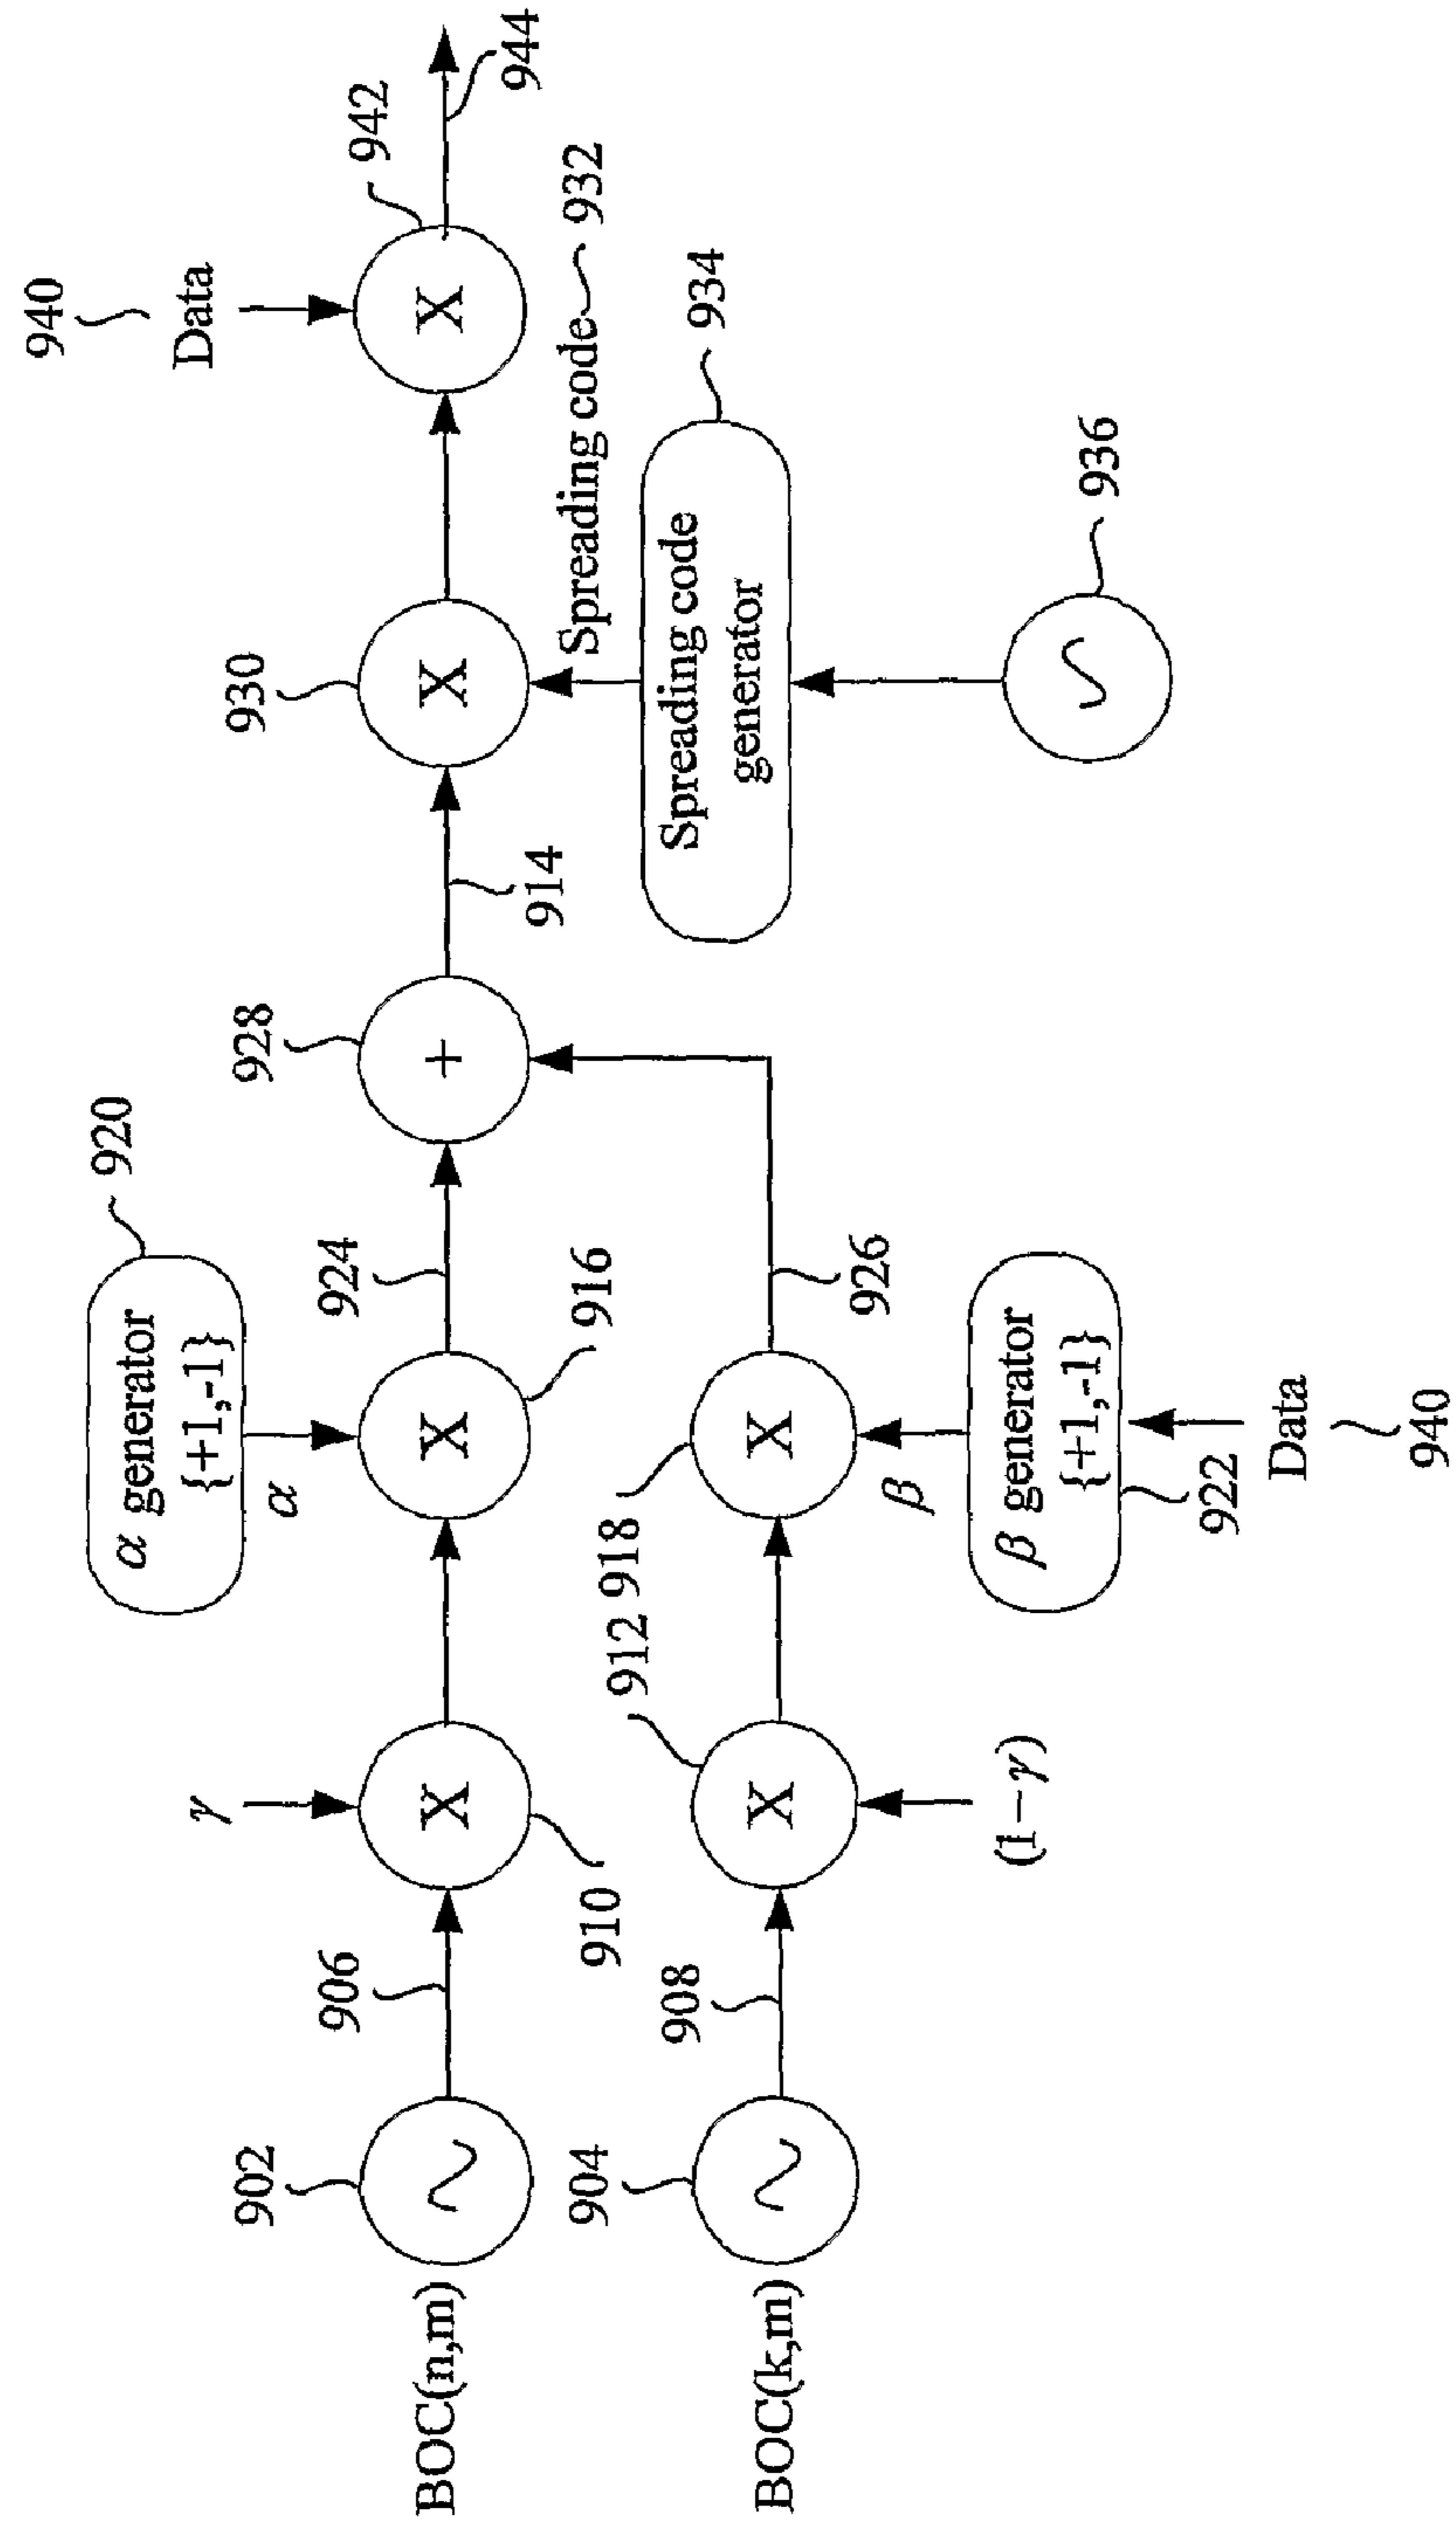 940
Data
942
944
930
Spreading code
932
Spreading code
generator
934
936
928
914
920
α generator
{+1,-1}
α
924
916
926
918
β
β generator
{+1,-1}
922
Data
940
γ
910
912
(1−γ)
902
906
904
908
BOC(n,m)
BOC(k,m)